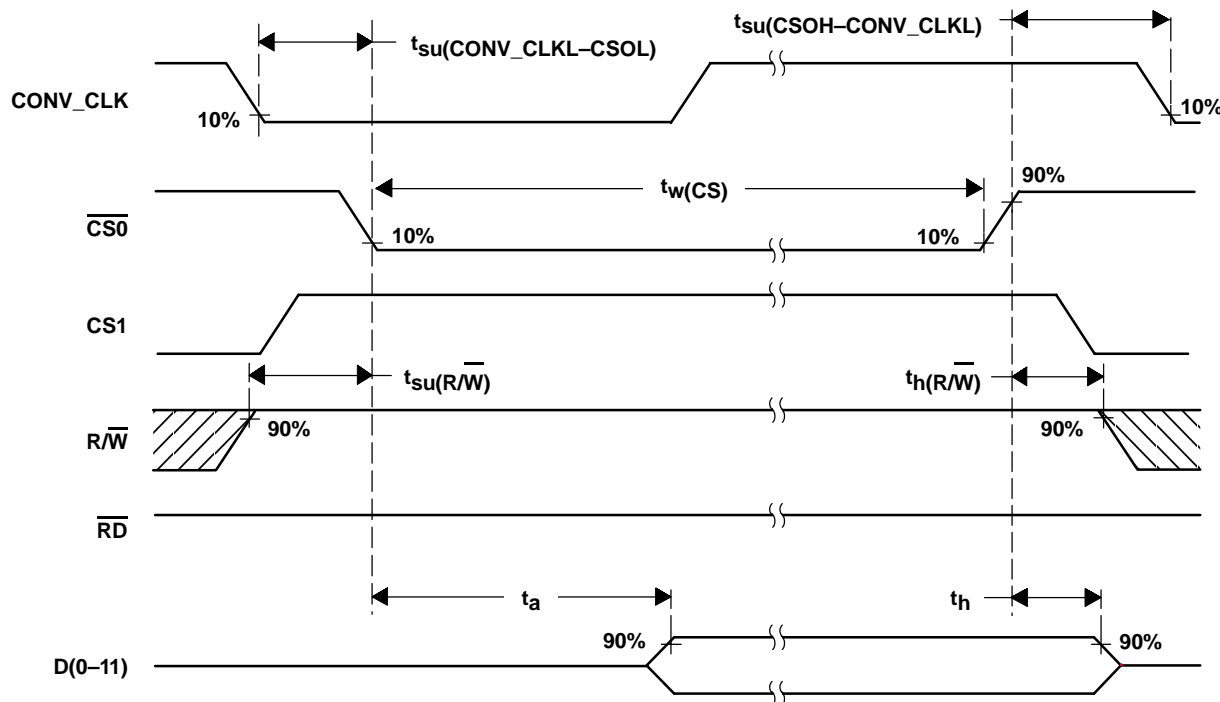 tsu(CONV_CLKL–CSOL)
tsu(CSOH–CONV_CLKL)
CONV_CLK
10%
10%
tw(CS)
90%
CS0
10%
10%
CS1
tsu(R/W)
th(R/W)
R/W
90%
90%
RD
ta
th
90%
90%
D(0–11)